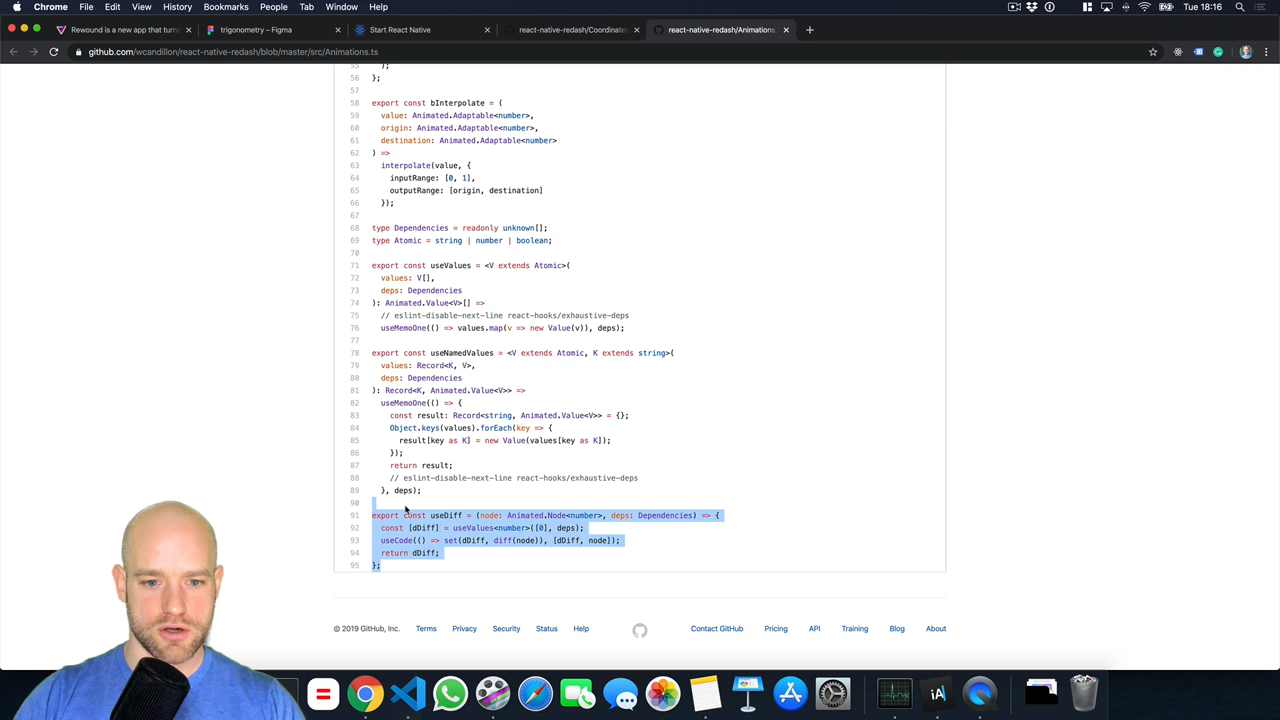 Chrome File Edit View History Bookmarks People Tab Window Help Tue 18:16
Rewound is a new app that turn
trigonometry – Figma
Start React Native
react-native-redash/Coordinate
react-native-redash/Animations.
github.com/wcandillon/react-native-redash/blob/master/src/Animations.ts
55 );
56 };
57
58 export const bInterpolate = (
59 value: Animated.Adaptable<number>,
60 origin: Animated.Adaptable<number>,
61 destination: Animated.Adaptable<number>
62 ) =>
63 interpolate(value, {
64 inputRange: [0, 1],
65 outputRange: [origin, destination]
66 });
67
68 type Dependencies = readonly unknown[];
69 type Atomic = string | number | boolean;
70
71 export const useValues = <V extends Atomic>(
72 values: V[],
73 deps: Dependencies
74 ): Animated.Value<V>[] =>
75 // eslint-disable-next-line react-hooks/exhaustive-deps
76 useMemoOne(() => values.map(v => new Value(v)), deps);
77
78 export const useNamedValues = <V extends Atomic, K extends string>(
79 values: Record<K, V>,
80 deps: Dependencies
81 ): Record<K, Animated.Value<V>> =>
82 useMemoOne(() => {
83 const result: Record<string, Animated.Value<V>> = {};
84 Object.keys(values).forEach(key => {
85 result[key as K] = new Value(values[key as K]);
86 });
87 return result;
88 // eslint-disable-next-line react-hooks/exhaustive-deps
89 }, deps);
90
91 export const useDiff = (node: Animated.Node<number>, deps: Dependencies) => {
92 const [dDiff] = useValues<number>([0], deps);
93 useCode(() => set(dDiff, diff(node)), [dDiff, node]);
94 return dDiff;
95 };
© 2019 GitHub, Inc. Terms Privacy Security Status Help Contact GitHub Pricing API Training Blog About
iA